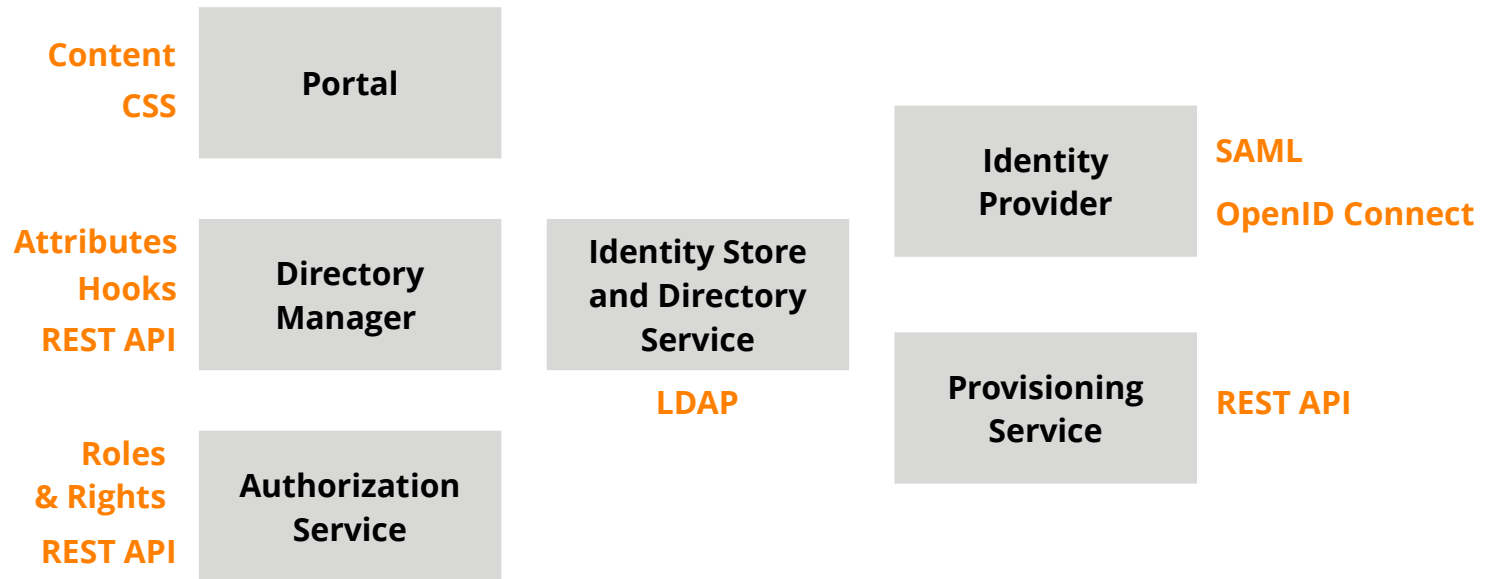 Content
CSS
Portal
Attributes
Hooks
REST API
Directory
Manager
Roles
& Rights
REST API
Authorization
Service
Identity Store
and Directory
Service
LDAP
Identity
Provider
SAML
OpenID Connect
Provisioning
Service
REST API